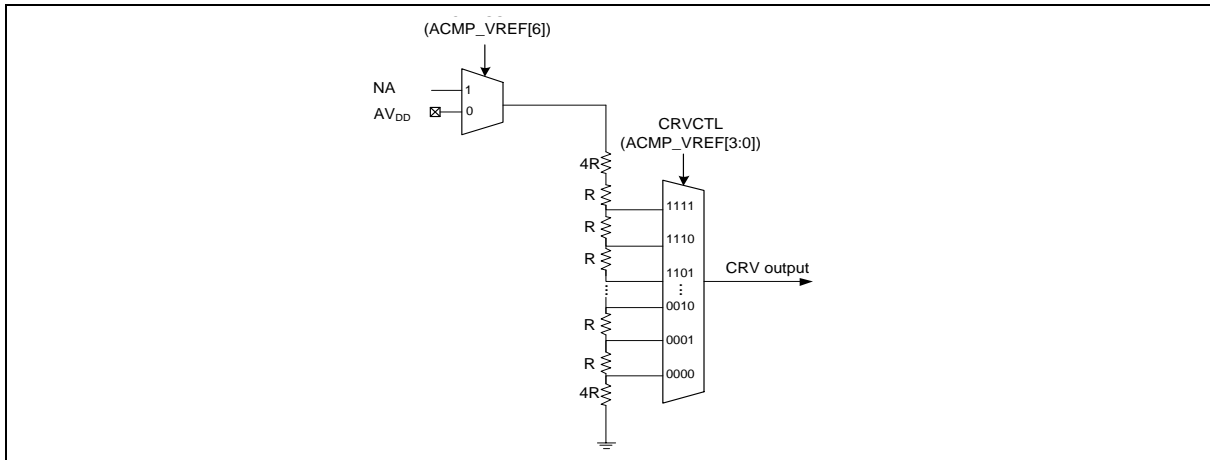 (ACMP_VREF[6])
NA
1
AVDD
0
CRVCTL
(ACMP_VREF[3:0])
4R
R
1111
R
1110
R
1101
CRV output
0010
R
0001
R
0000
4R